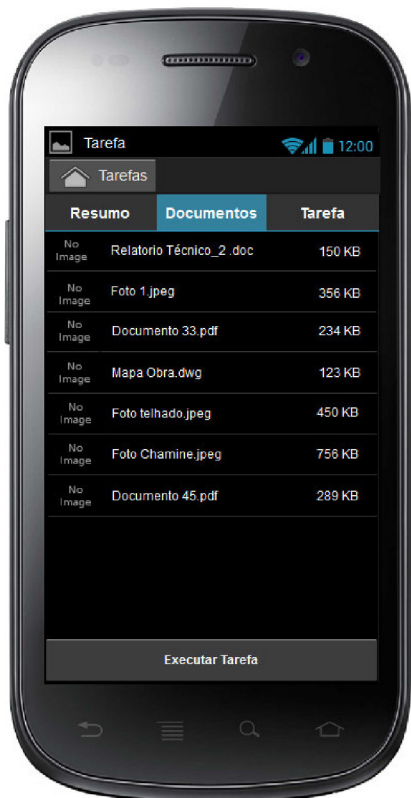 Tarefa 12:00
Tarefas
Resumo Documentos Tarefa
No Image Relatorio Técnico_2 .doc 150 KB
No Image Foto 1.jpeg 356 KB
No Image Documento 33.pdf 234 KB
No Image Mapa Obra.dwg 123 KB
No Image Foto telhado.jpeg 450 KB
No Image Foto Chamine.jpeg 756 KB
No Image Documento 45.pdf 289 KB
Executar Tarefa